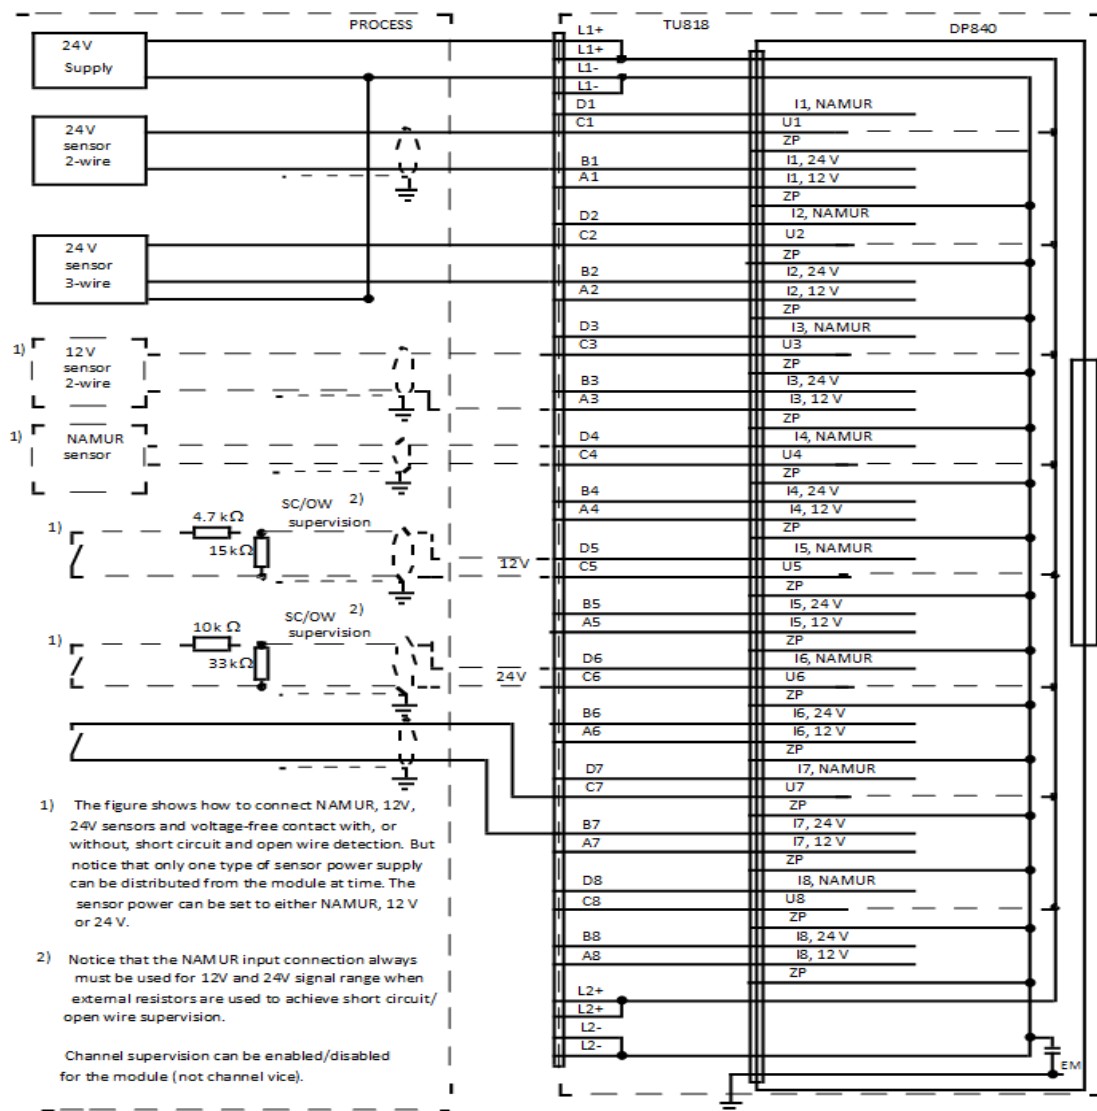 PROCESS
TU818
DP840
24V
Supply
L1+
L1+
L1-
L1-
D1
I1, NAMUR
24V
sensor
2-wire
C1
U1
ZP
B1
I1, 24 V
A1
I1, 12 V
ZP
D2
I2, NAMUR
24 V
sensor
3-wire
C2
U2
ZP
B2
I2, 24 V
A2
I2, 12 V
ZP
D3
I3, NAMUR
1)
12V
sensor
2-wire
C3
U3
ZP
B3
I3, 24 V
A3
I3, 12 V
ZP
1)
NAMUR
sensor
D4
I4, NAMUR
C4
U4
ZP
B4
I4, 24 V
A4
I4, 12 V
ZP
SC/OW 2)
supervision
1)
4.7 kΩ
15kΩ
12V
D5
I5, NAMUR
C5
U5
ZP
B5
I5, 24 V
A5
I5, 12 V
ZP
SC/OW 2)
supervision
1)
10k Ω
33kΩ
24V
D6
I6, NAMUR
C6
U6
ZP
B6
I6, 24 V
A6
I6, 12 V
ZP
D7
I7, NAMUR
C7
U7
ZP
B7
I7, 24 V
A7
I7, 12 V
ZP
D8
I8, NAMUR
C8
U8
ZP
B8
I8, 24 V
A8
I8, 12 V
ZP
L2+
L2+
L2-
L2-
EM
1) The figure shows how to connect NAMUR, 12V,
24V sensors and voltage-free contact with, or
without, short circuit and open wire detection. But
notice that only one type of sensor power supply
can be distributed from the module at time. The
sensor power can be set to either NAMUR, 12 V
or 24 V.
2) Notice that the NAMUR input connection always
must be used for 12V and 24V signal range when
external resistors are used to achieve short circuit/
open wire supervision.
Channel supervision can be enabled/disabled
for the module (not channel vice).